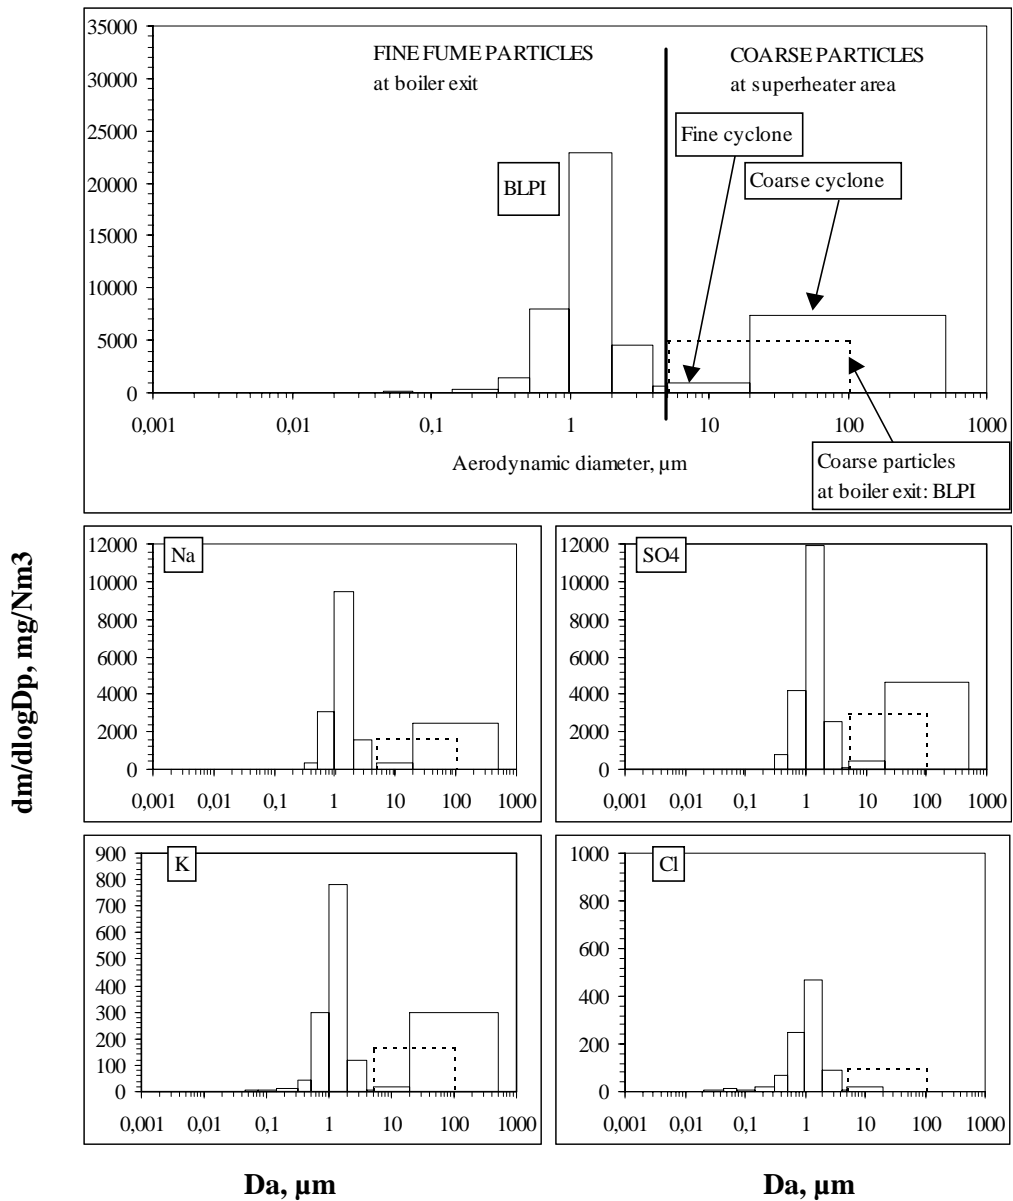 35000
30000
25000
20000
15000
10000
5000
0
FINE FUME PARTICLES
at boiler exit
COARSE PARTICLES
at superheater area
Fine cyclone
Coarse cyclone
BLPI
0,001 0,01 0,1 1 10 100 1000
Aerodynamic diameter, µm
Coarse particles
at boiler exit: BLPI
dm/dlogDp, mg/Nm3
Na
12000
10000
8000
6000
4000
2000
0
0,001 0,01 0,1 1 10 100 1000
SO4
12000
10000
8000
6000
4000
2000
0
0,001 0,01 0,1 1 10 100 1000
K
900
800
700
600
500
400
300
200
100
0
0,001 0,01 0,1 1 10 100 1000
Cl
1000
800
600
400
200
0
0,001 0,01 0,1 1 10 100 1000
Da, µm
Da, µm